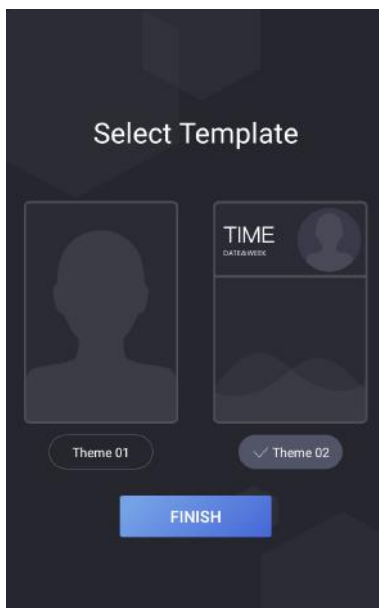 Select Template
TIME
DATE&WEEK
Theme 01
Theme 02
FINISH